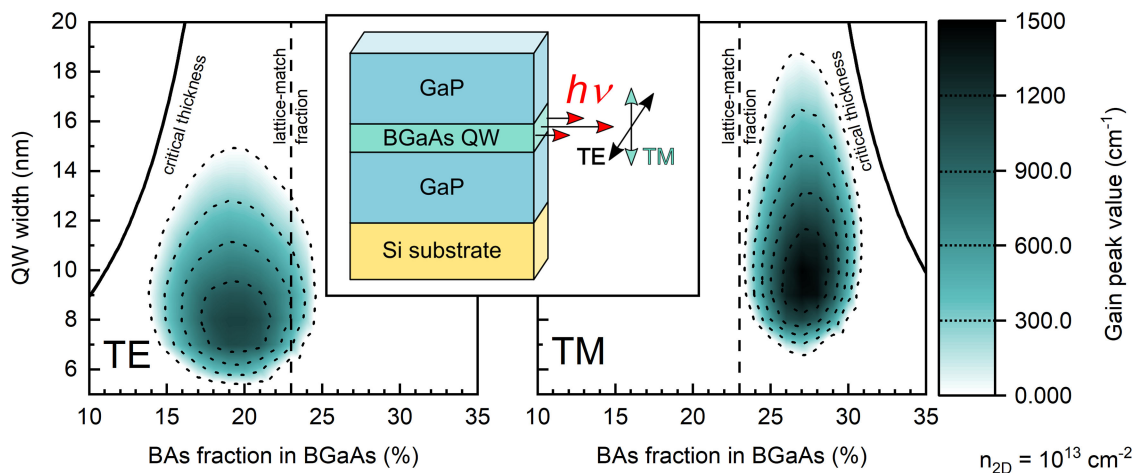 QW width (nm)
20
18
16
14
12
10
8
6
critical thickness
lattice-match
fraction
TE
10
15
20
25
30
35
BAs fraction in BGaAs (%)
GaP
BGaAs QW
GaP
Si substrate
hν
TE
TM
lattice-match
fraction
critical thickness
TM
10
15
20
25
30
35
BAs fraction in BGaAs (%)
1500
1200
900.0
600.0
300.0
0.000
Gain peak value (cm⁻¹)
n₂D = 10¹³ cm⁻²